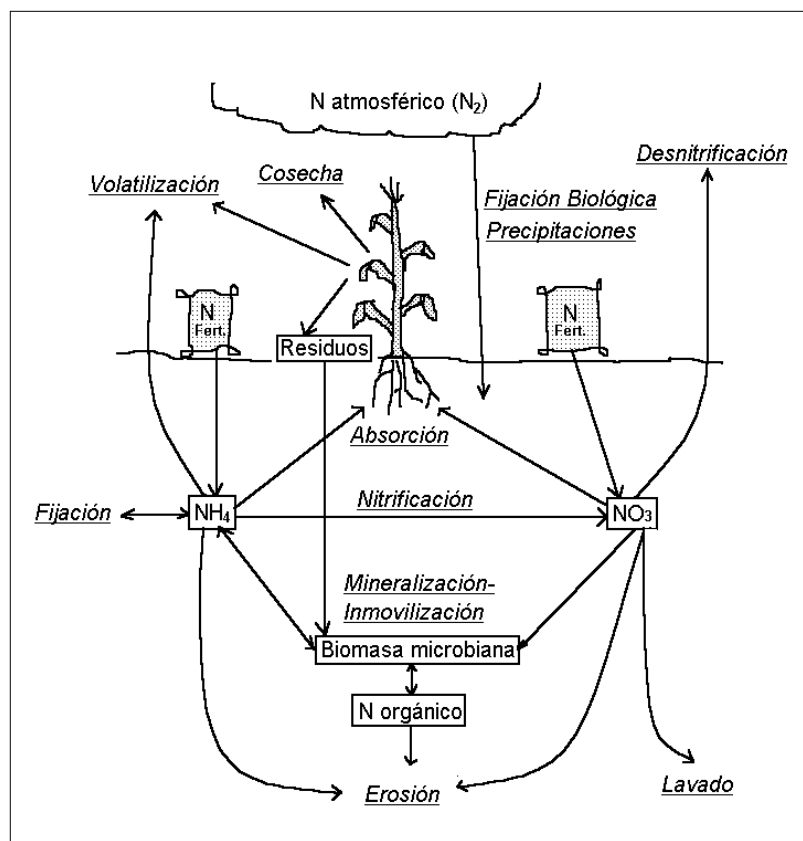 N atmosférico (N₂)
Desnitrificación
Cosecha
Volatilización
Fijación Biológica
Precipitaciones
N
Fert.
N
Fert.
Residuos
Absorción
Fijación
NH₄
Nitrificación
NO₃
Mineralización-
Inmovilización
Biomasa microbiana
N orgánico
Erosión
Lavado